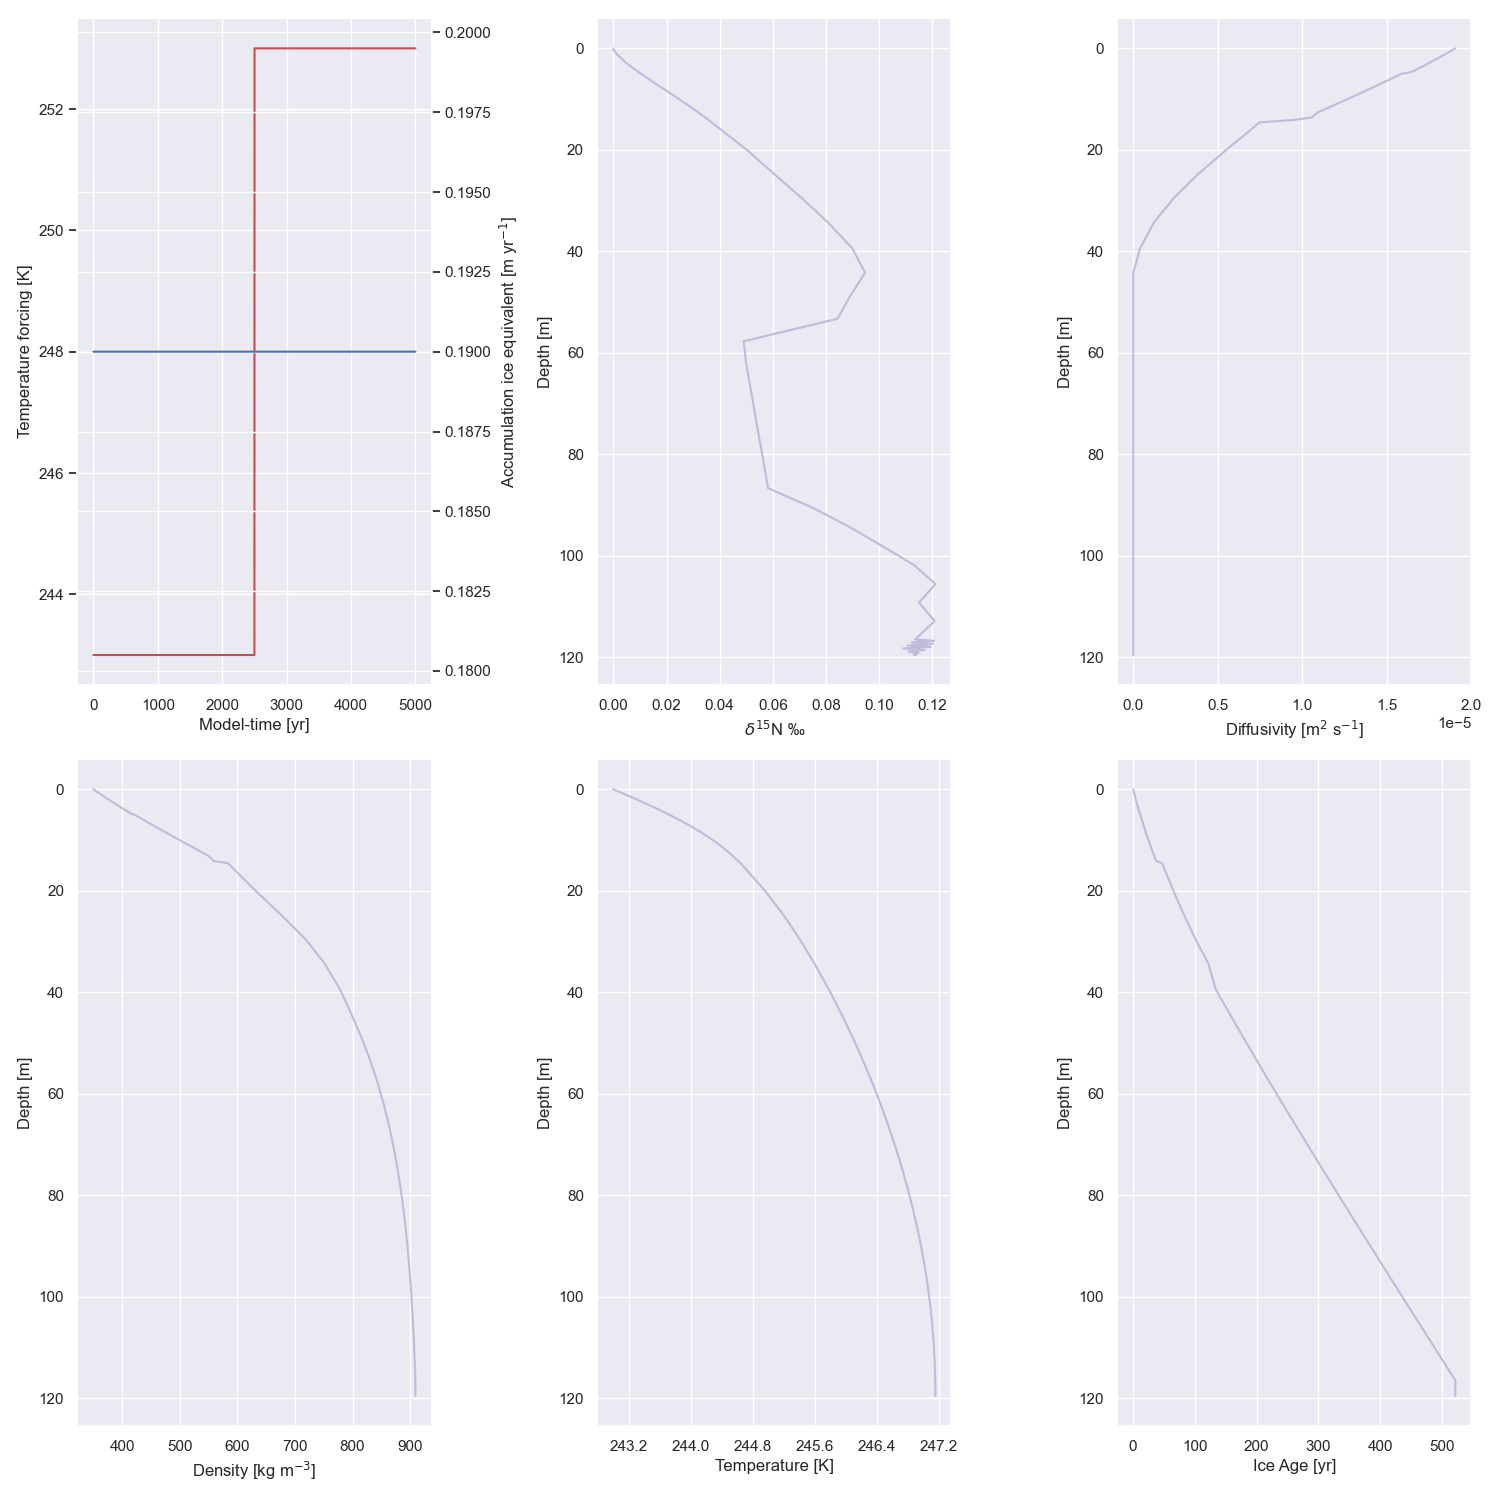 252
250
248
246
244
Temperature forcing [K]
0 1000 2000 3000 4000 5000
Model-time [yr]
0.2000
0.1975
0.1950
0.1925
0.1900
0.1875
0.1850
0.1825
0.1800
Accumulation ice equivalent [m yr⁻¹]
0
20
40
60
80
100
120
Depth [m]
0.00 0.02 0.04 0.06 0.08 0.10 0.12
δ¹⁵N ‰
0
20
40
60
80
100
120
Depth [m]
0.0 0.5 1.0 1.5 2.0
1e−5
Diffusivity [m² s⁻¹]
0
20
40
60
80
100
120
Depth [m]
400 500 600 700 800 900
Density [kg m⁻³]
0
20
40
60
80
100
120
Depth [m]
243.2 244.0 244.8 245.6 246.4 247.2
Temperature [K]
0
20
40
60
80
100
120
Depth [m]
0 100 200 300 400 500
Ice Age [yr]